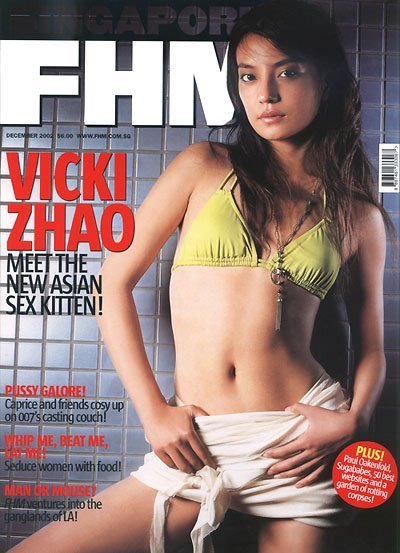 SINGAPORE
FHM
DECEMBER 2002 $6.00 WWW.FHM.COM.SG
VICKI
ZHAO
MEET THE
NEW ASIAN
SEX KITTEN!
PUSSY GALORE!
Caprice and friends cosy up
on 007's casting couch!
WHIP ME, BEAT ME,
EAT ME!
Seduce women with food!
MAN OR MOUSE?
FHM ventures into the
ganglands of LA!
PLUS!
Paul Oakenfold,
Sugababes, 50 best
websites and a
garden of rotting
corpses!